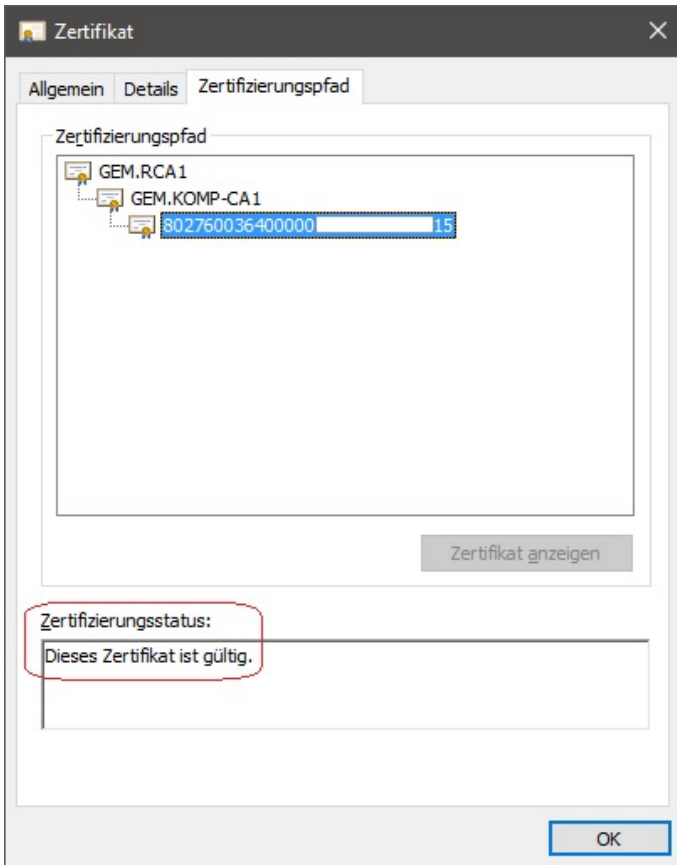 Zertifikat
Allgemein Details Zertifizierungspfad
Zertifizierungspfad
GEM.RCA1
GEM.KOMP-CA1
802760036400000 15
Zertifikat anzeigen
Zertifizierungsstatus:
Dieses Zertifikat ist gültig.
OK